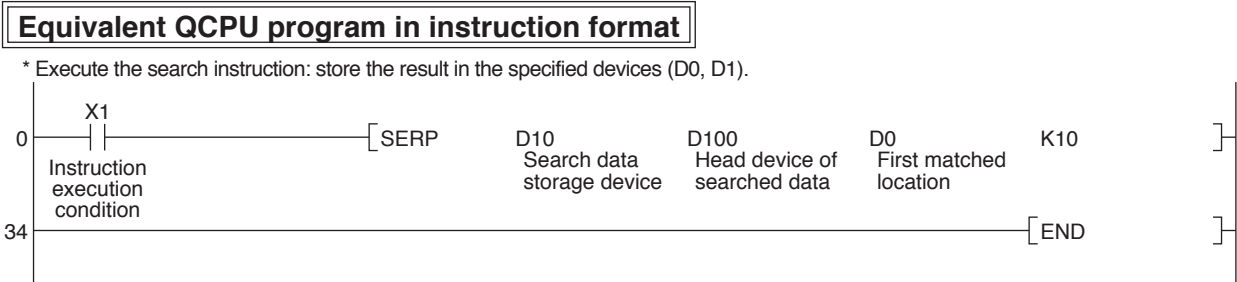 Equivalent QCPU program in instruction format
* Execute the search instruction: store the result in the specified devices (D0, D1).
X1
0 SERP D10 D100 D0 K10
Instruction execution condition
Search data storage device
Head device of searched data
First matched location
34 END